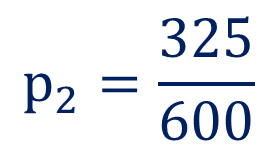 p₂ = 325/600